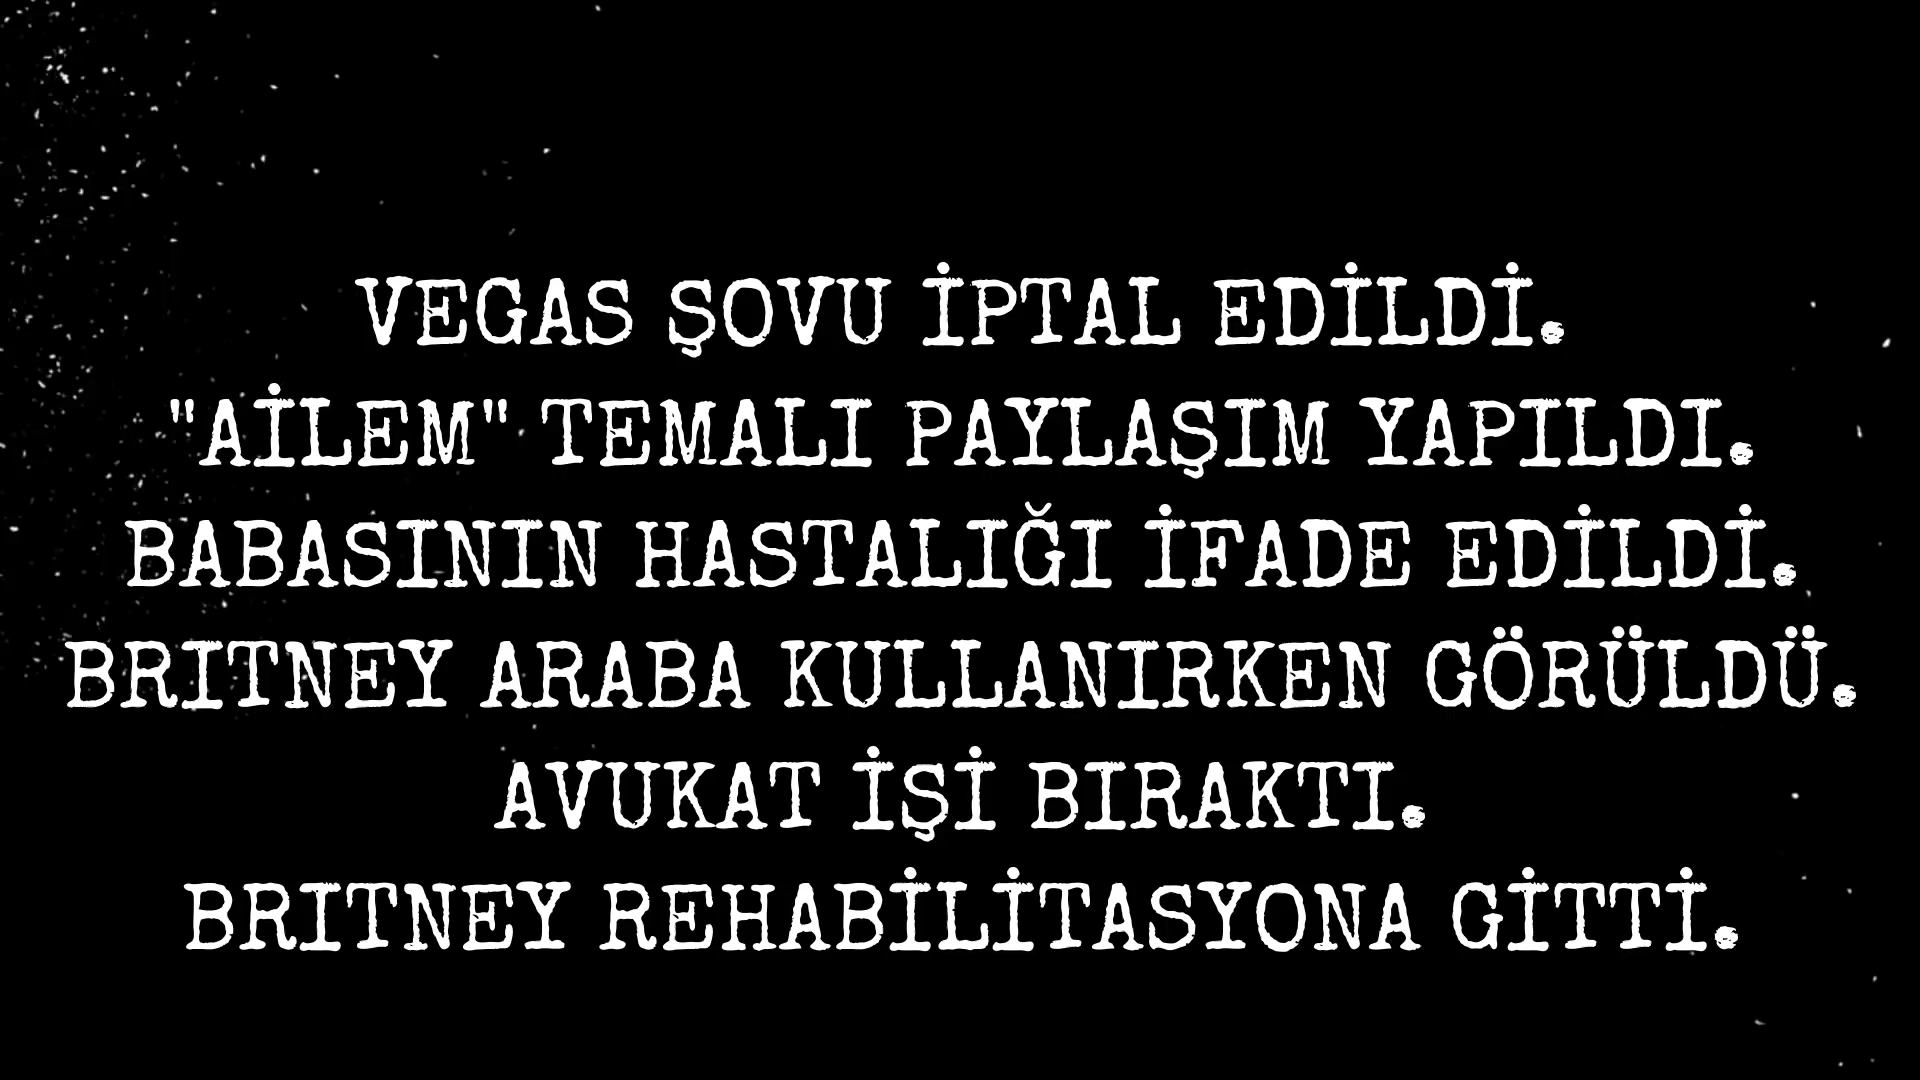 VEGAS ŞOVU İPTAL EDİLDİ.
"AİLEM" TEMALI PAYLAŞIM YAPILDI.
BABASININ HASTALIĞI İFADE EDİLDİ.
BRITNEY ARABA KULLANIRKEN GÖRÜLDÜ.
AVUKAT İŞİ BIRAKTI.
BRITNEY REHABİLİTASYONA GİTTİ.